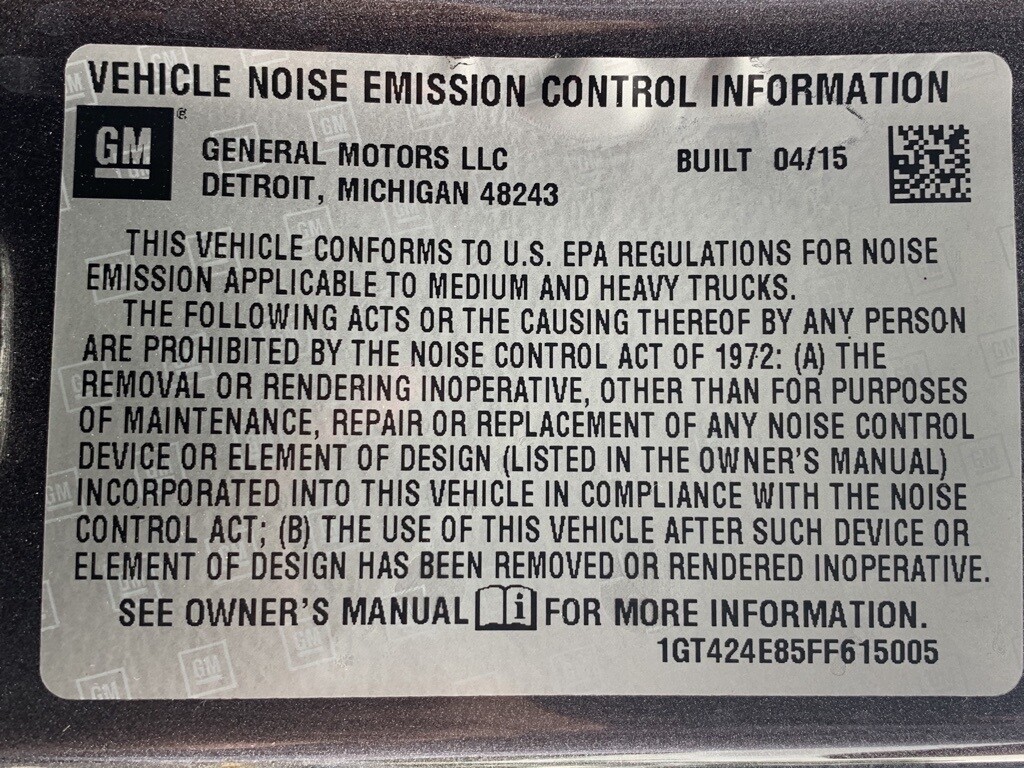 VEHICLE NOISE EMISSION CONTROL INFORMATION
GM ®
GENERAL MOTORS LLC
BUILT 04/15
DETROIT, MICHIGAN 48243
THIS VEHICLE CONFORMS TO U.S. EPA REGULATIONS FOR NOISE
EMISSION APPLICABLE TO MEDIUM AND HEAVY TRUCKS.
THE FOLLOWING ACTS OR THE CAUSING THEREOF BY ANY PERSON
ARE PROHIBITED BY THE NOISE CONTROL ACT OF 1972: (A) THE
REMOVAL OR RENDERING INOPERATIVE, OTHER THAN FOR PURPOSES
OF MAINTENANCE, REPAIR OR REPLACEMENT OF ANY NOISE CONTROL
DEVICE OR ELEMENT OF DESIGN (LISTED IN THE OWNER'S MANUAL)
INCORPORATED INTO THIS VEHICLE IN COMPLIANCE WITH THE NOISE
CONTROL ACT; (B) THE USE OF THIS VEHICLE AFTER SUCH DEVICE OR
ELEMENT OF DESIGN HAS BEEN REMOVED OR RENDERED INOPERATIVE.
SEE OWNER'S MANUAL i FOR MORE INFORMATION.
1GT424E85FF615005